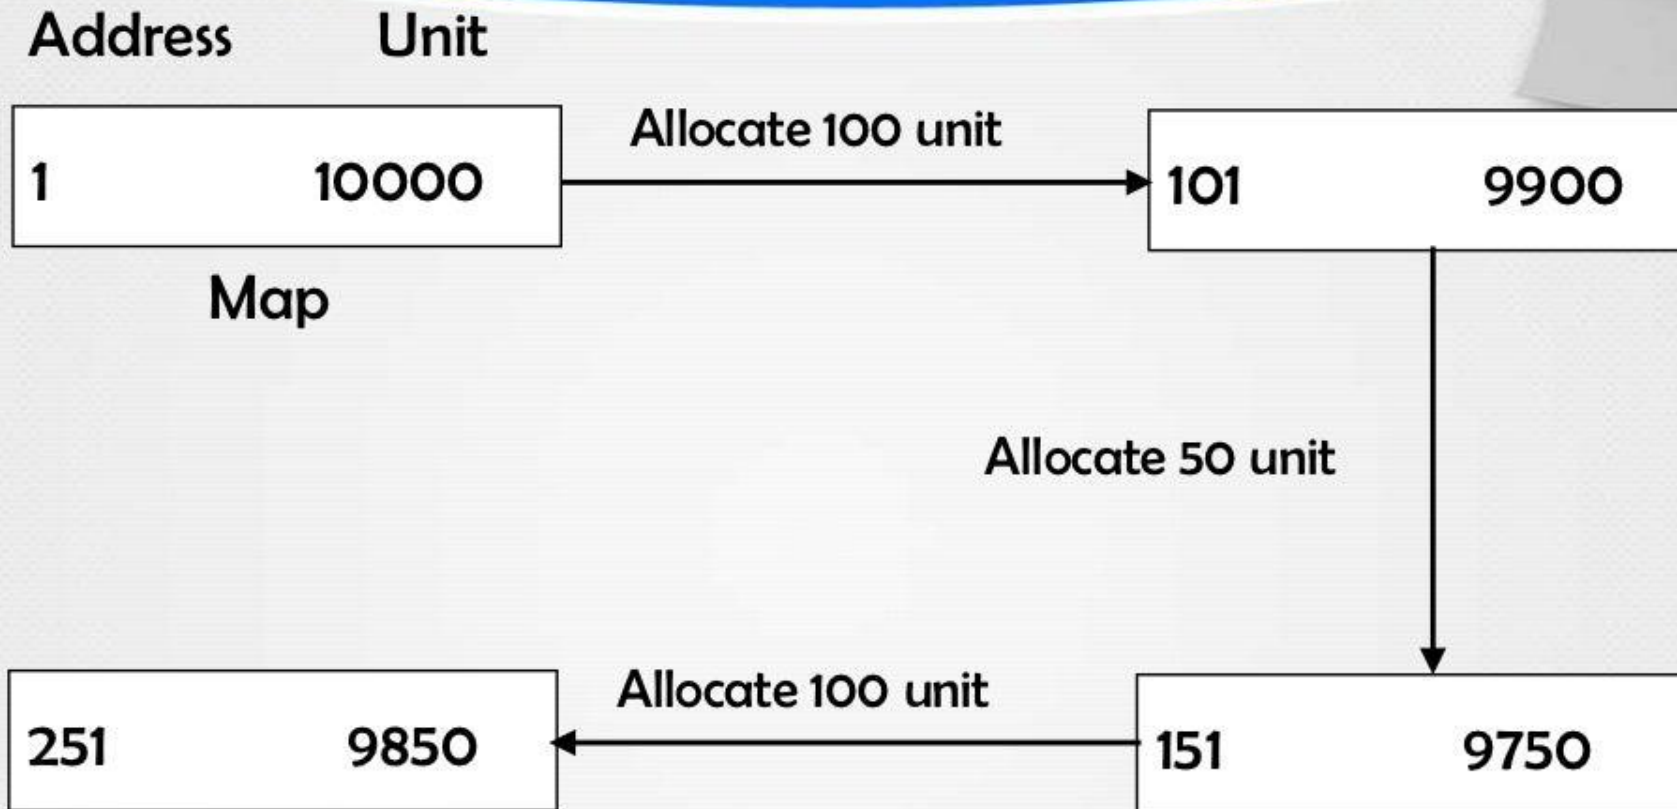 Address Unit
1 10000
Allocate 100 unit
101 9900
Map
Allocate 50 unit
251 9850
Allocate 100 unit
151 9750